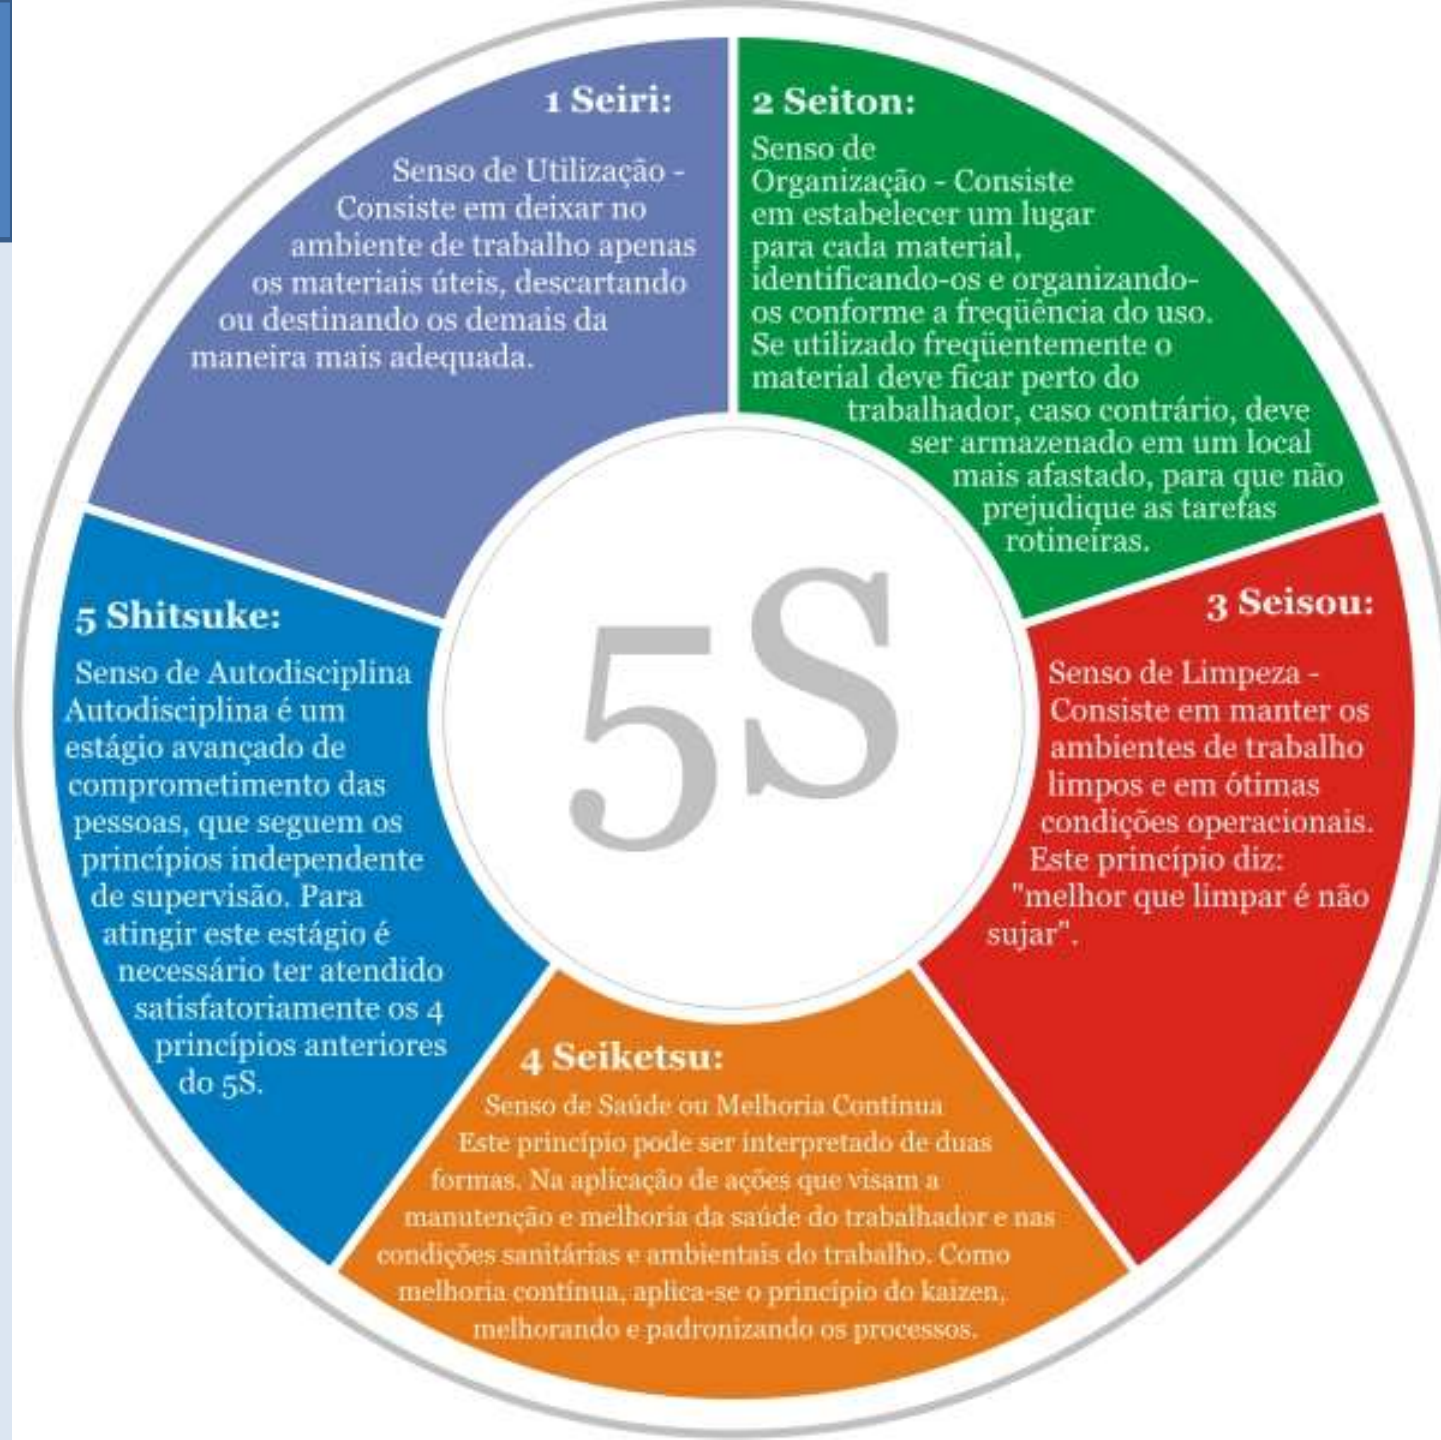 1 Seiri:
Senso de Utilização -
Consiste em deixar no
ambiente de trabalho apenas
os materiais úteis, descartando
ou destinando os demais da
maneira mais adequada.
2 Seiton:
Senso de
Organização - Consiste
em estabelecer um lugar
para cada material,
identificando-os e organizando-
os conforme a freqüência do uso.
Se utilizado freqüentemente o
material deve ficar perto do
trabalhador, caso contrário, deve
ser armazenado em um local
mais afastado, para que não
prejudique as tarefas
rotineiras.
3 Seisou:
Senso de Limpeza -
Consiste em manter os
ambientes de trabalho
limpos e em ótimas
condições operacionais.
Este princípio diz:
"melhor que limpar é não
sujar".
4 Seiketsu:
Senso de Saúde ou Melhoria Contínua
Este princípio pode ser interpretado de duas
formas. Na aplicação de ações que visam a
manutenção e melhoria da saúde do trabalhador e nas
condições sanitárias e ambientais do trabalho. Como
melhoria contínua, aplica-se o princípio do kaizen,
melhorando e padronizando os processos.
5 Shitsuke:
Senso de Autodisciplina
Autodisciplina é um
estágio avançado de
comprometimento das
pessoas, que seguem os
princípios independente
de supervisão. Para
atingir este estágio é
necessário ter atendido
satisfatoriamente os 4
princípios anteriores
do 5S.
5S